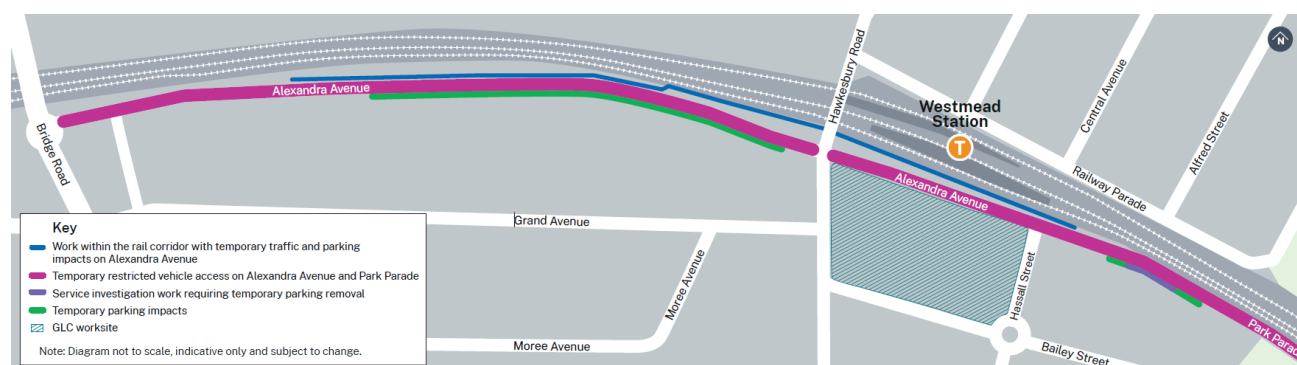 N
Hawkesbury Road
Central Avenue
Alfred Street
Westmead
Station
T
Alexandra Avenue
Bridge Road
Alexandra Avenue
Railway Parade
Grand Avenue
Moree Avenue
Hassall Street
Moree Avenue
Bailey Street
Park Parad
Key
Work within the rail corridor with temporary traffic and parking
impacts on Alexandra Avenue
Temporary restricted vehicle access on Alexandra Avenue and Park Parade
Service investigation work requiring temporary parking removal
Temporary parking impacts
GLC worksite
Note: Diagram not to scale, indicative only and subject to change.